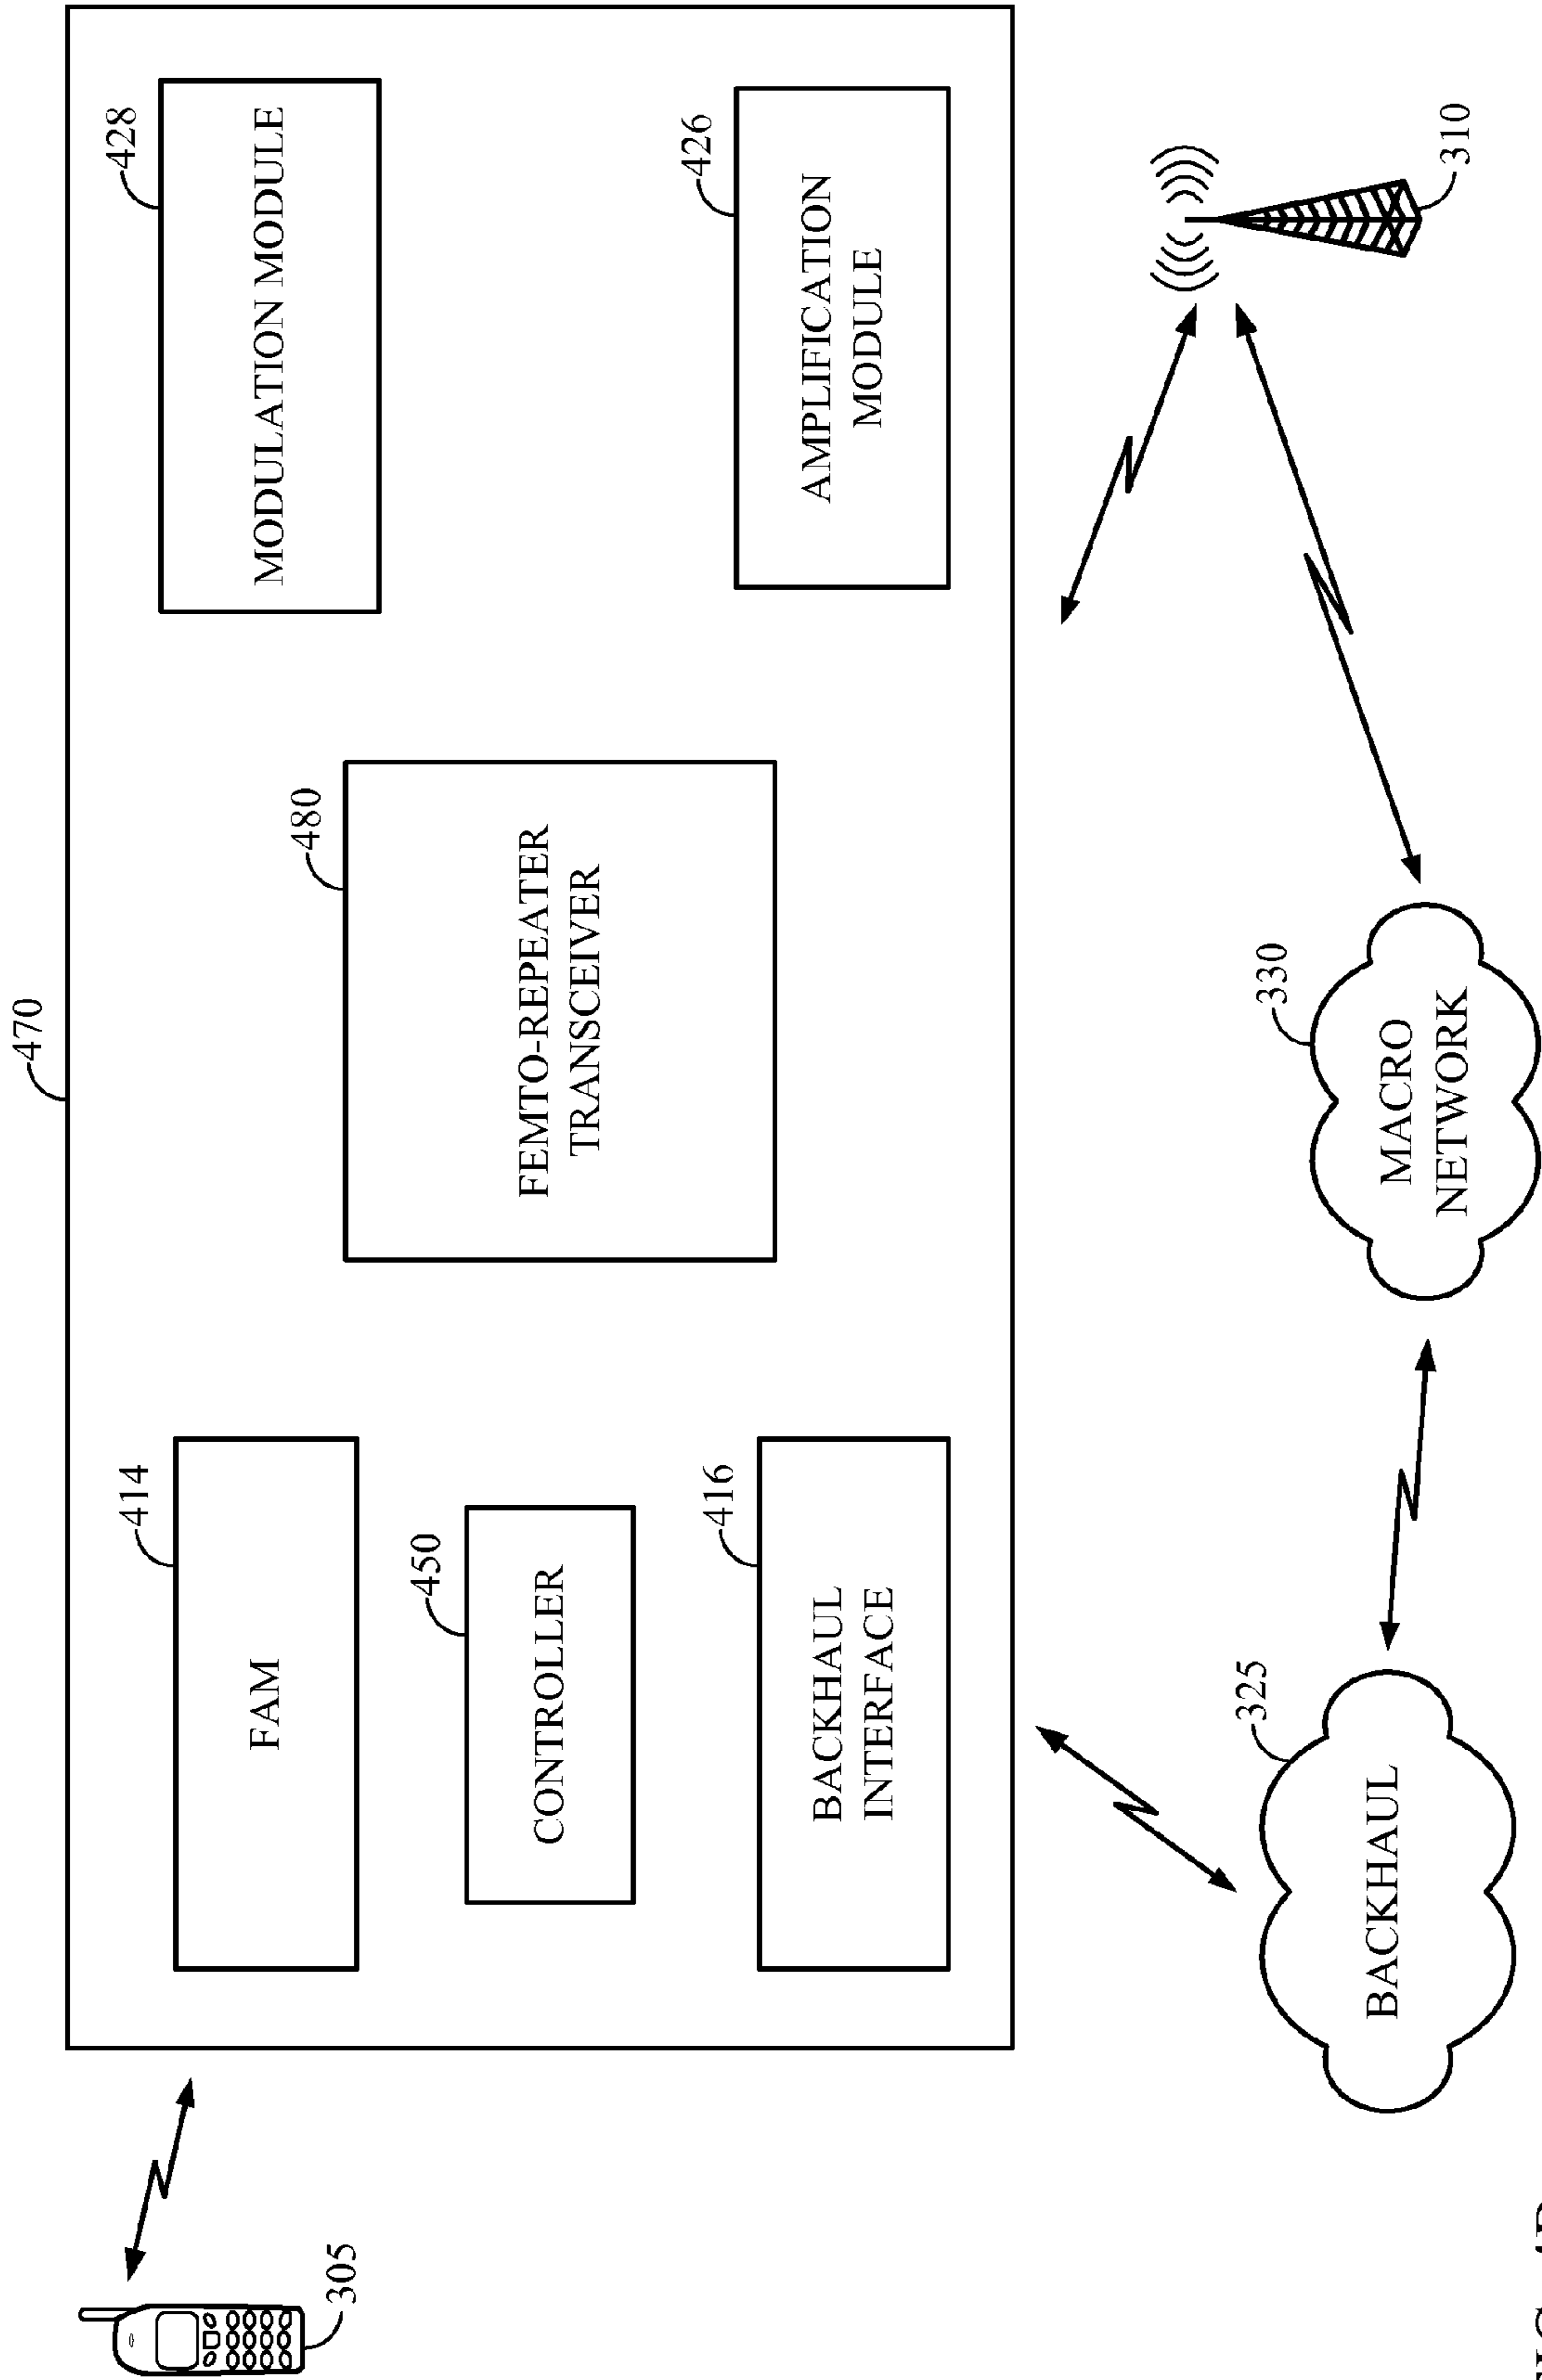 470
414
FAM
428
MODULATION MODULE
305
480
FEMTO-REPEATER
TRANSCEIVER
450
CONTROLLER
416
BACKHAUL
INTERFACE
426
AMPLIFICATION
MODULE
325
BACKHAUL
330
MACRO
NETWORK
310